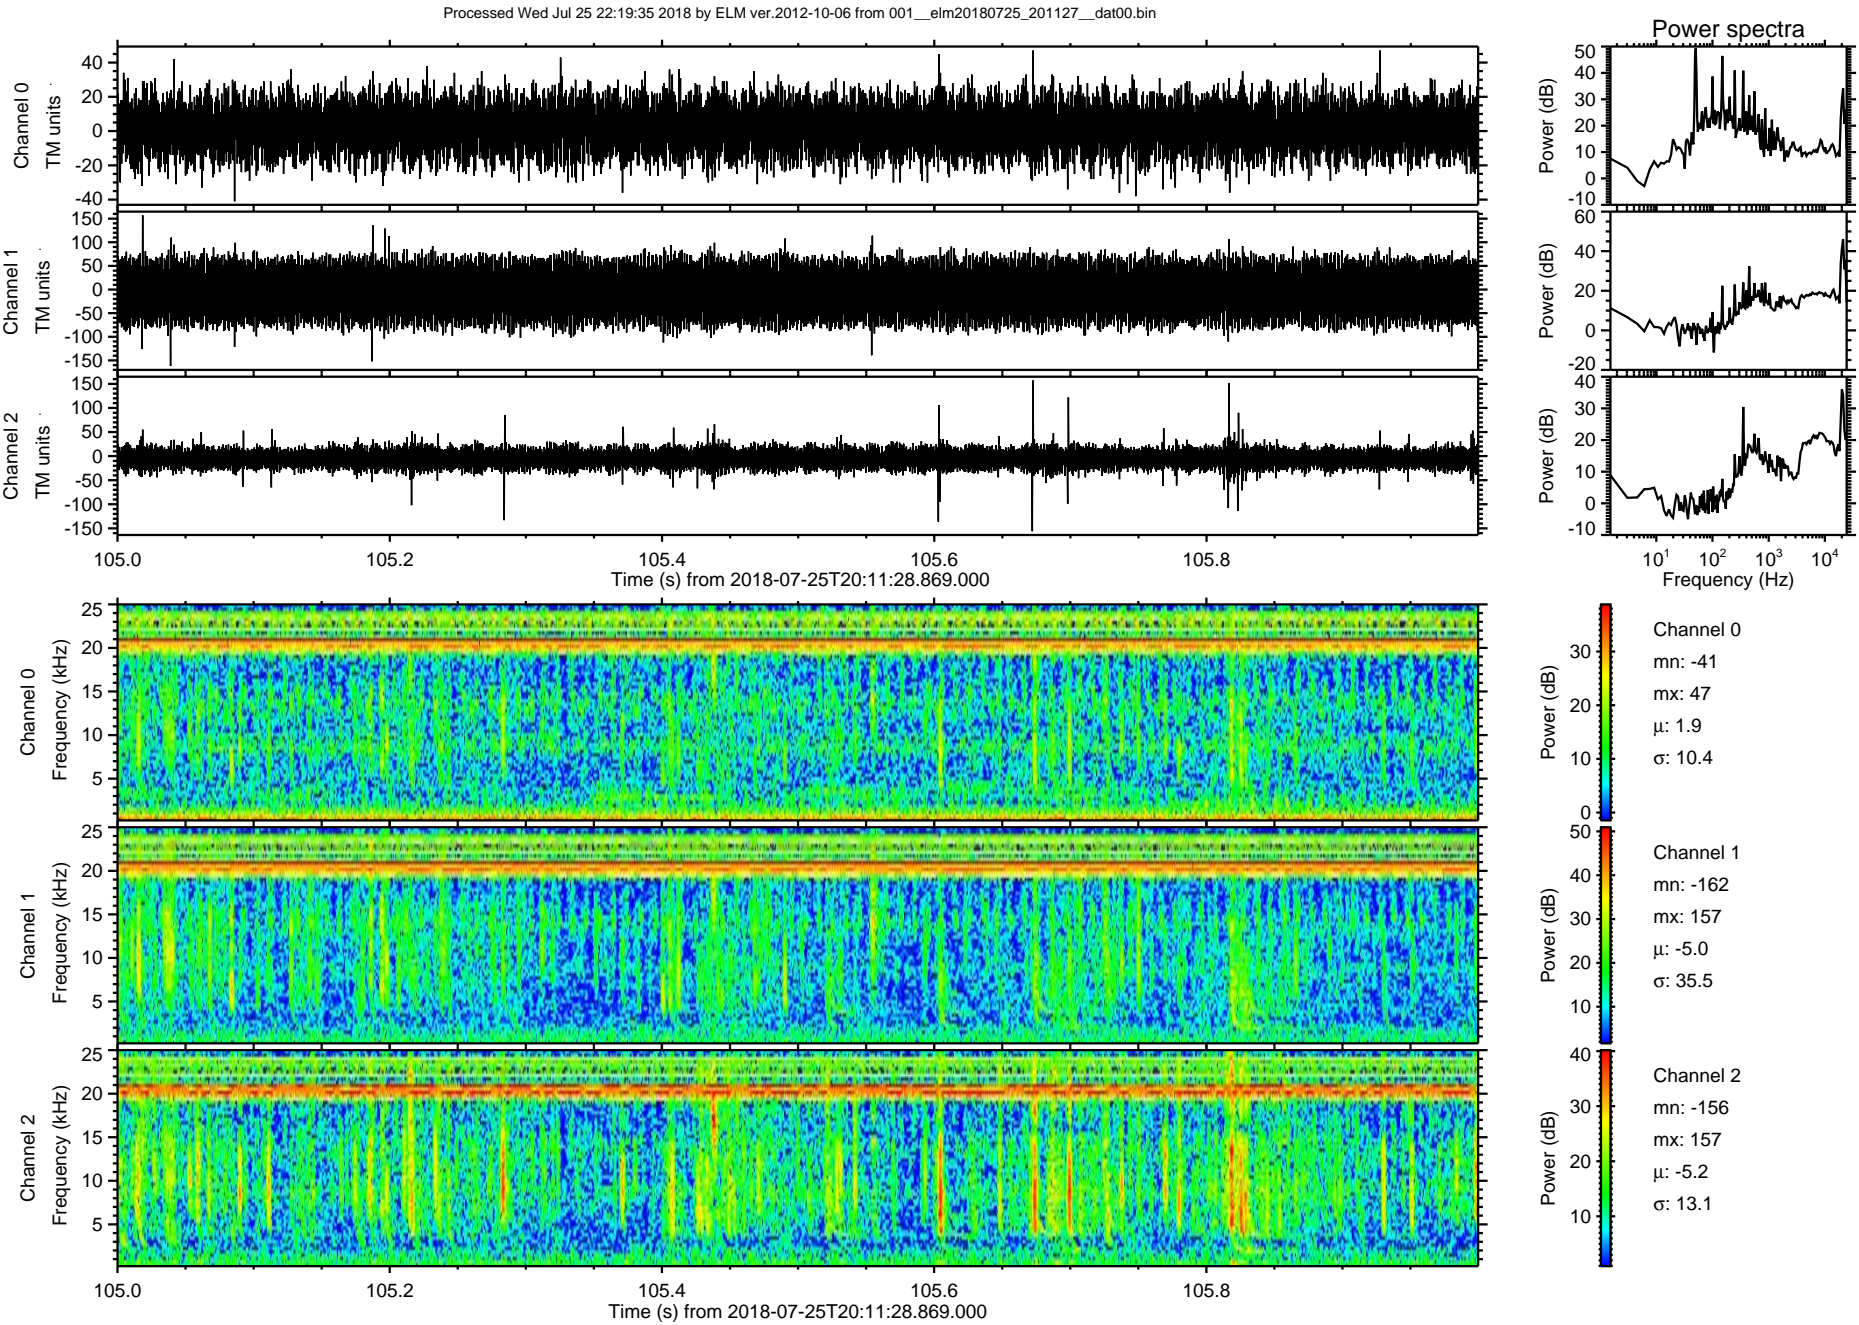 Processed Wed Jul 25 22:19:35 2018 by ELM ver.2012-10-06 from 001__elm20180725_201127__dat00.bin
Power spectra
Channel 0
TM units
40
20
0
-20
-40
Power (dB)
50
40
30
20
10
0
-10
Channel 1
TM units
150
100
50
0
-50
-100
-150
Power (dB)
60
40
20
0
-20
Channel 2
TM units
150
100
50
0
-50
-100
-150
Power (dB)
40
30
20
10
0
-10
105.0 105.2 105.4 105.6 105.8
Time (s) from 2018-07-25T20:11:28.869.000
10¹ 10² 10³ 10⁴
Frequency (Hz)
Channel 0
Frequency (kHz)
25
20
15
10
5
Power (dB)
30
20
10
0
Channel 0
mn: -41
mx: 47
μ: 1.9
σ: 10.4
Channel 1
Frequency (kHz)
25
20
15
10
5
Power (dB)
50
40
30
20
10
Channel 1
mn: -162
mx: 157
μ: -5.0
σ: 35.5
Channel 2
Frequency (kHz)
25
20
15
10
5
Power (dB)
40
30
20
10
Channel 2
mn: -156
mx: 157
μ: -5.2
σ: 13.1
105.0 105.2 105.4 105.6 105.8
Time (s) from 2018-07-25T20:11:28.869.000